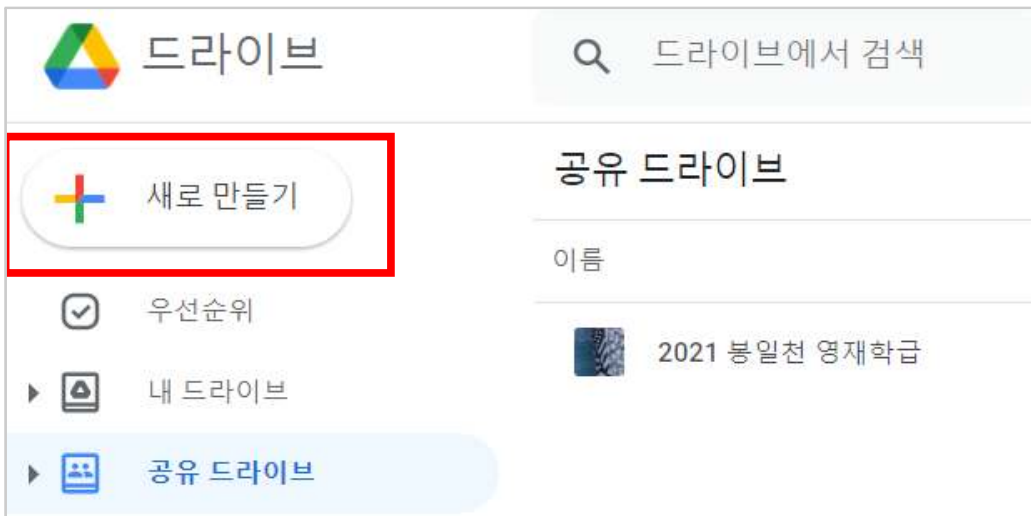 드라이브
드라이브에서 검색
새로 만들기
공유 드라이브
이름
우선순위
2021 봉일천 영재학급
내 드라이브
공유 드라이브